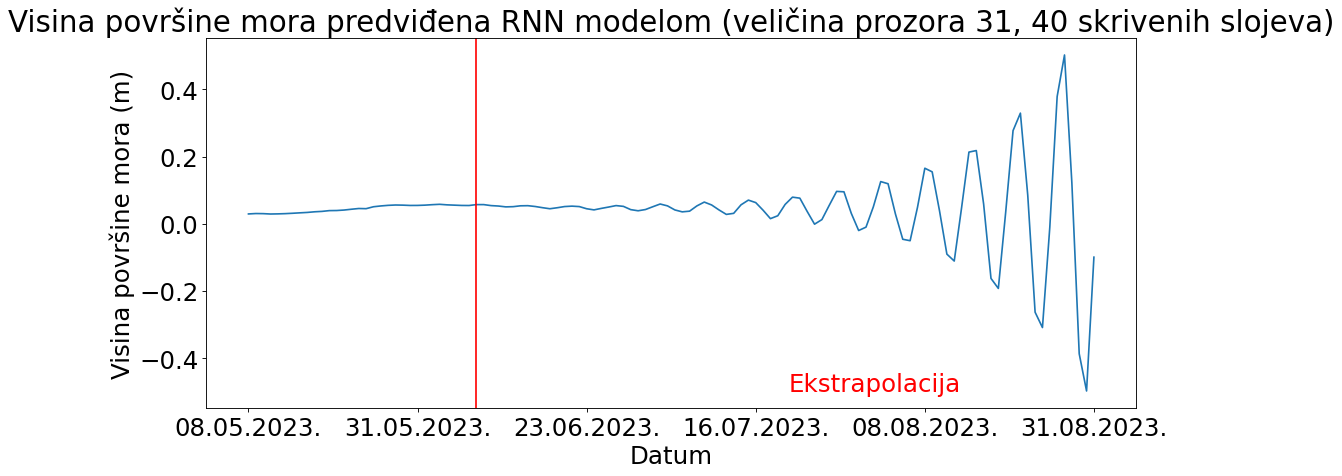 Visina površine mora predviđena RNN modelom (veličina prozora 31, 40 skrivenih slojeva)
Visina površine mora (m)
0.4
0.2
0.0
−0.2
−0.4
Ekstrapolacija
08.05.2023. 31.05.2023. 23.06.2023. 16.07.2023. 08.08.2023. 31.08.2023.
Datum